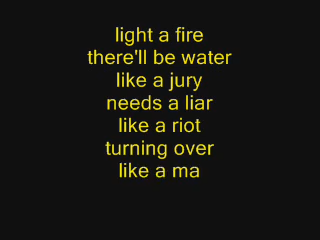 light a fire
there'll be water
like a jury
needs a liar
like a riot
turning over
like a ma